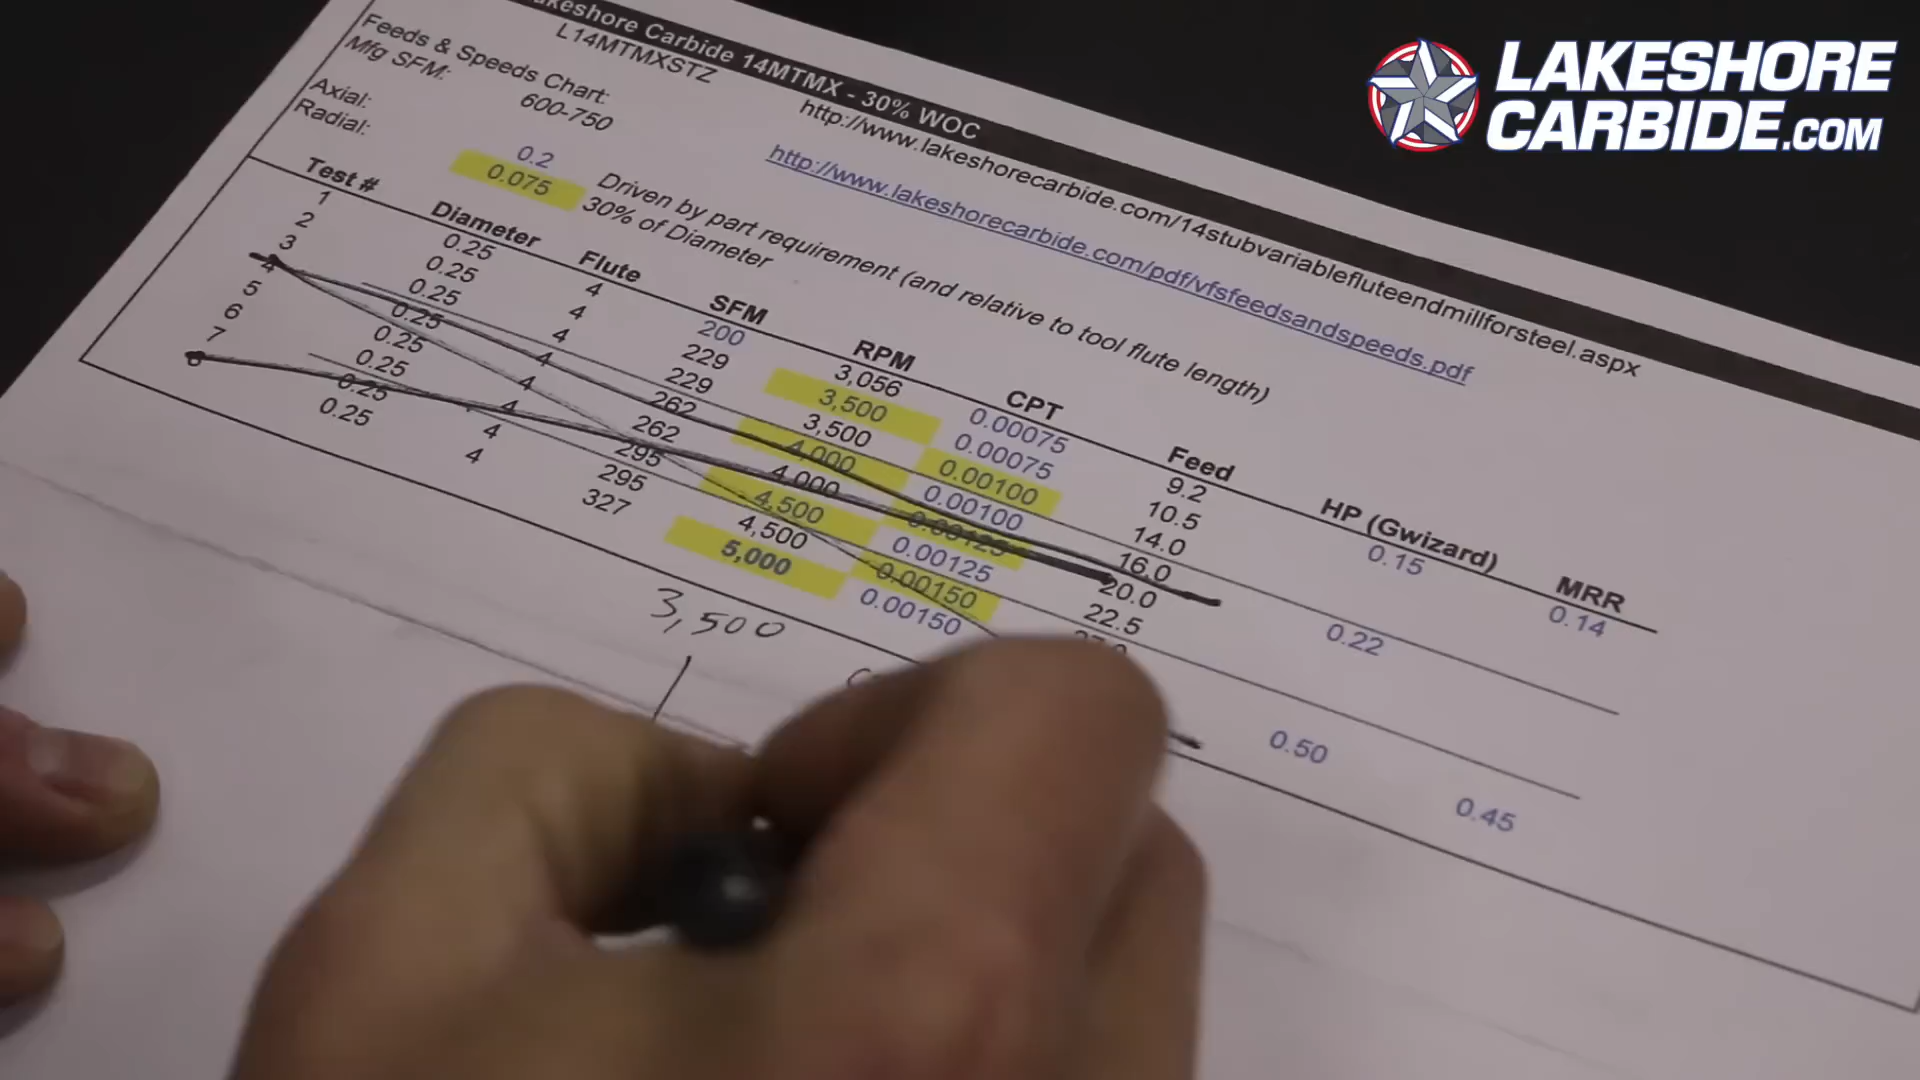 Lakeshore Carbide 14MTMX - 30% WOC
L14MTMXSTZ http://www.lakeshorecarbide.com/14stubvariablefluteendmillforsteel.aspx
Feeds & Speeds Chart: http://www.lakeshorecarbide.com/pdf/vfsfeedsandspeeds.pdf
Mfg SFM: 600-750
Axial: 0.2 Driven by part requirement (and relative to tool flute length)
Radial: 0.075 30% of Diameter
Test # Diameter Flute SFM RPM CPT Feed HP (Gwizard) MRR
1 0.25 4 200 3,056 0.00075 9.2 0.15 0.14
2 0.25 4 229 3,500 0.00075 10.5
3 0.25 4 229 3,500 0.00100 14.0
4 0.25 4 262 4,000 0.00100 16.0 0.22
5 0.25 4 262 4,000 0.00125 20.0
6 0.25 4 295 4,500 0.00125 22.5
7 0.25 4 295 4,500 0.00150
8 0.25 4 327 5,000 0.00150 0.50 0.45
3,500
LAKESHORE
CARBIDE.COM